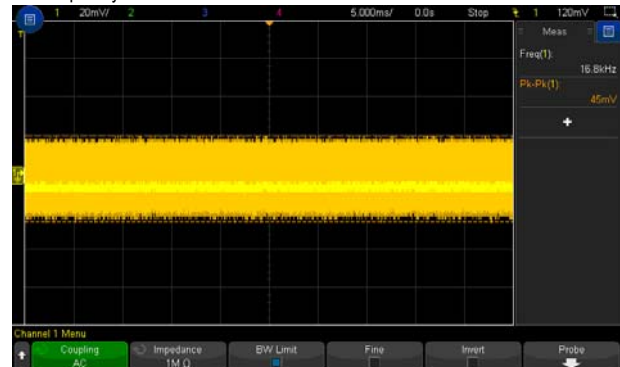 1 20mV/ 2 3 4 5.000ms/ 0.0s Stop 1 120mV
T
Meas
Freq(1):
16.8kHz
Pk-Pk(1):
45mV
Channel 1 Menu
Coupling Impedance BW Limit Fine Invert Probe
AC 1M Ω